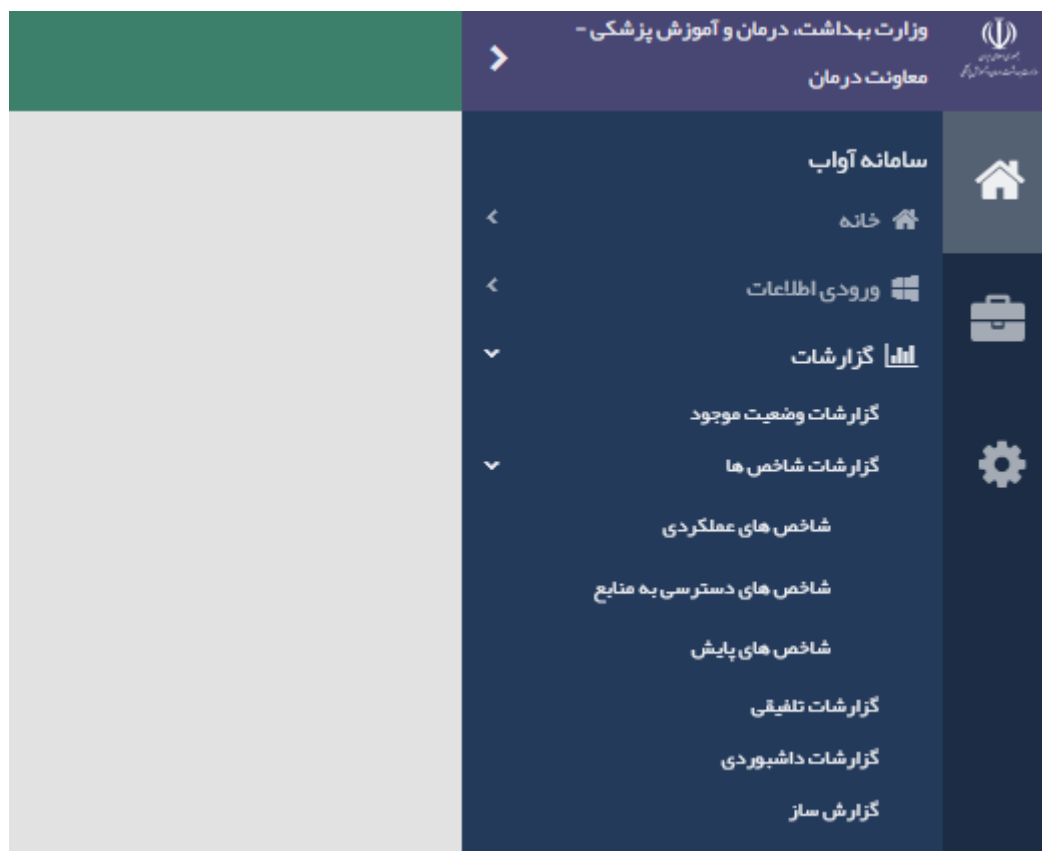 وزارت بهداشت، درمان و آموزش پزشکی -
معاونت درمان
سامانه آواب
خانه
ورودی اطلاعات
گزارشات
گزارشات وضعیت موجود
گزارشات شاخص ها
شاخص های عملکردی
شاخص های دسترسی به منابع
شاخص های پایش
گزارشات تلفیقی
گزارشات داشبوردی
گزارش ساز